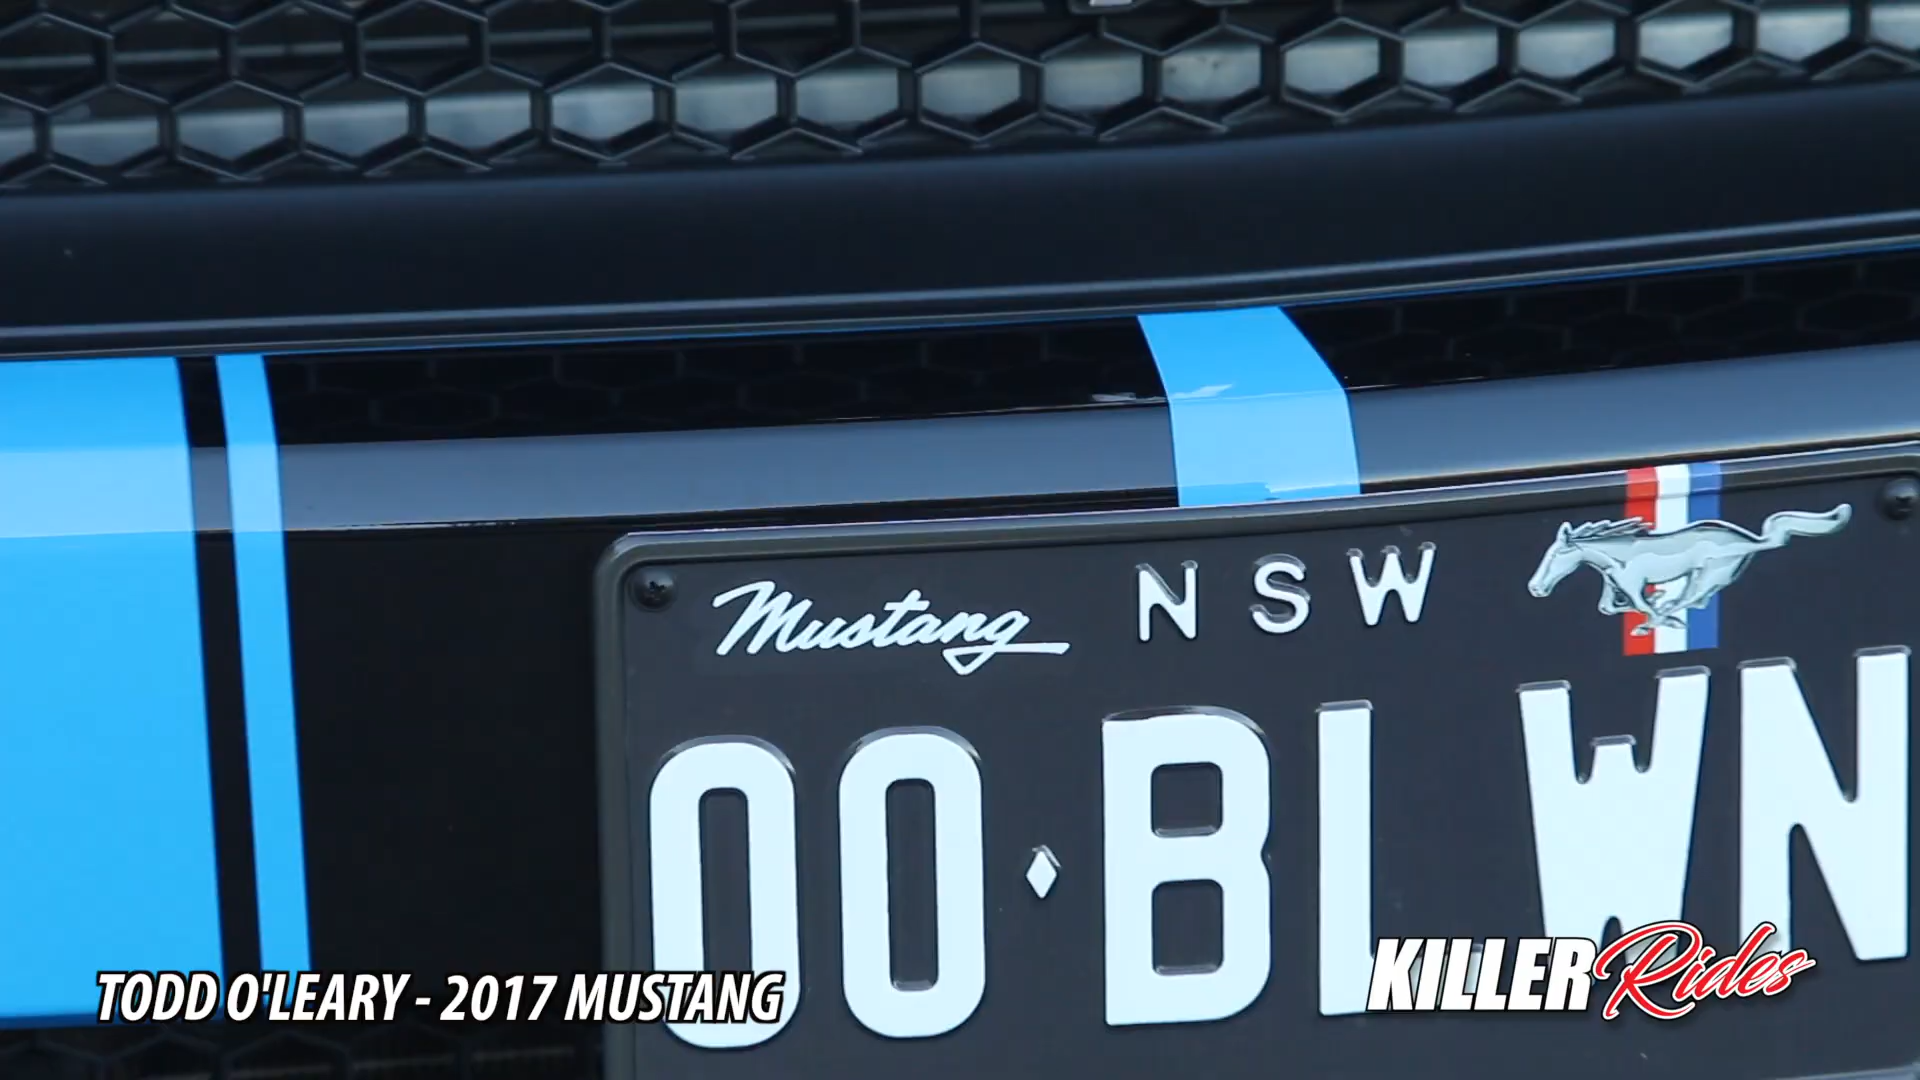 Mustang NSW
00♦BLWN
TODD O'LEARY - 2017 MUSTANG
KILLER Rides